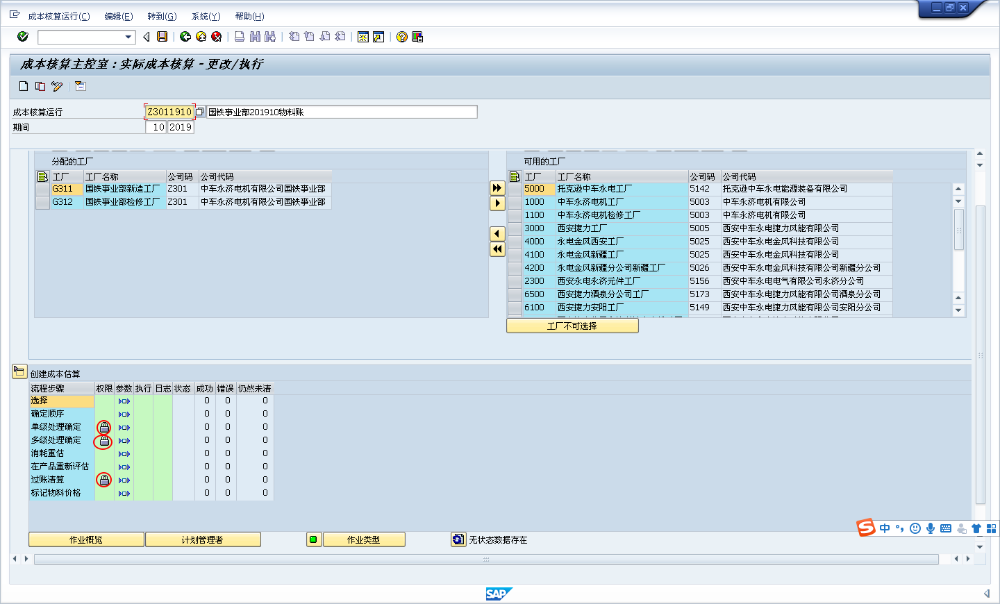 成本核算运行(C) 编辑(E) 转到(G) 系统(Y) 帮助(H)
成本核算主控室：实际成本核算 - 更改/执行
成本核算运行 Z3011910 国铁事业部201910物料账
期间 10 2019
分配的工厂
工厂 工厂名称 公司码 公司代码
G311 国铁事业部新造工厂 Z301 中车永济电机有限公司国铁事业部
G312 国铁事业部检修工厂 Z301 中车永济电机有限公司国铁事业部
可用的工厂
工厂 工厂名称 公司码 公司代码
5000 托克逊中车永电工厂 5142 托克逊中车永电能源装备有限公司
1000 中车永济电机工厂 5003 中车永济电机有限公司
1100 中车永济电机检修工厂 5003 中车永济电机有限公司
3000 西安捷力工厂 5005 西安中车永电捷力风能有限公司
4000 永电金风西安工厂 5025 西安中车永电金风科技有限公司
4100 永电金风新疆工厂 5025 西安中车永电金风科技有限公司
4200 永电金风新疆分公司新疆工厂 5026 西安中车永电金风科技有限公司新疆分公司
2300 西安永电永济元件工厂 5156 西安中车永电电气有限公司永济分公司
6500 西安捷力酒泉分公司工厂 5173 西安中车永电捷力风能有限公司酒泉分公司
6100 西安捷力安阳工厂 5149 西安中车永电捷力风能有限公司安阳分公司
工厂不可选择
创建成本估算
流程步骤 权限 参数 执行 日志 状态 成功 错误 仍然未清
选择 0 0 0
确定顺序 0 0 0
单级处理确定 0 0 0
多级处理确定 0 0 0
消耗重估 0 0 0
在产品重新评估 0 0 0
过账清算 0 0 0
标记物料价格 0 0 0
作业概览 计划管理者 作业类型 无状态数据存在
S 中
SAP